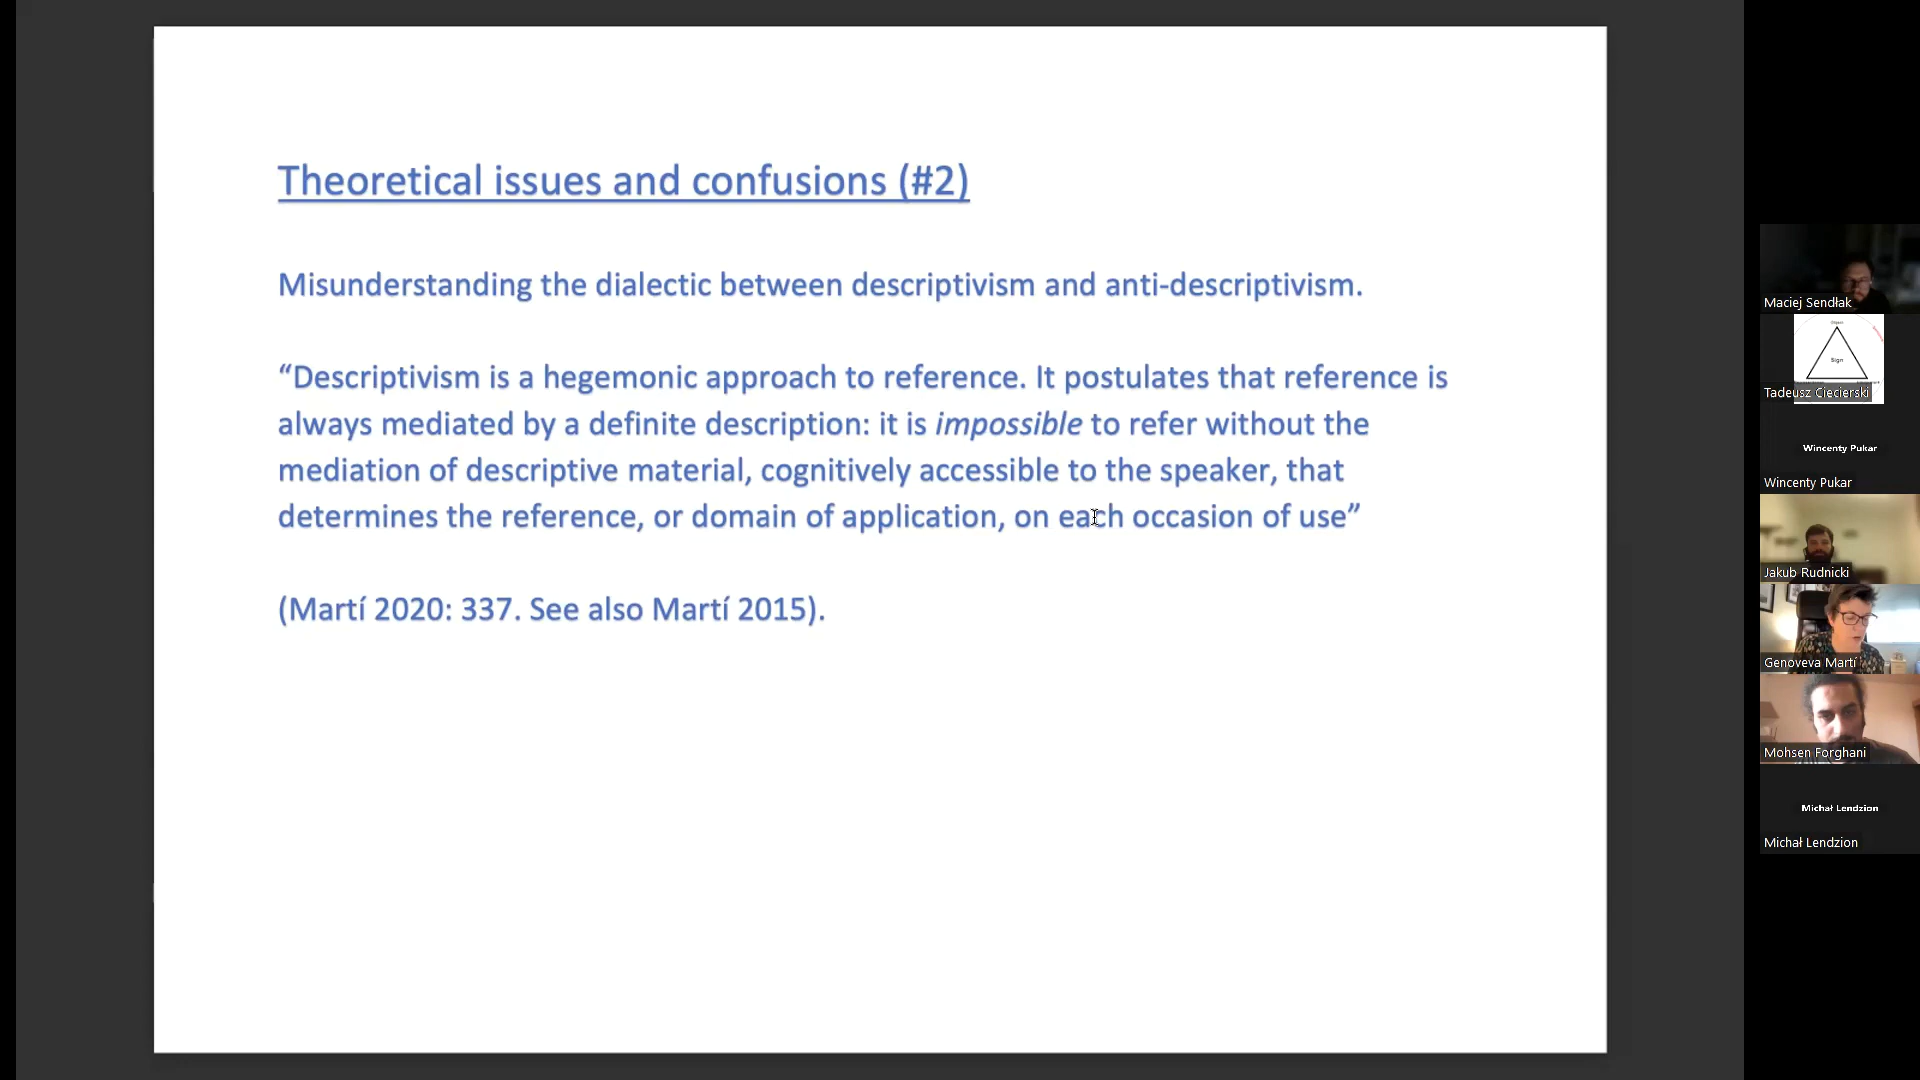 Theoretical issues and confusions (#2)
Misunderstanding the dialectic between descriptivism and anti-descriptivism.
“Descriptivism is a hegemonic approach to reference. It postulates that reference is
always mediated by a definite description: it is impossible to refer without the
mediation of descriptive material, cognitively accessible to the speaker, that
determines the reference, or domain of application, on each occasion of use”
(Martí 2020: 337. See also Martí 2015).
Maciej Sendłak
Object
Sign
Tadeusz Ciecierski
Wincenty Pukar
Wincenty Pukar
Jakub Rudnicki
Genoveva Martí
Mohsen Forghani
Michał Lendzion
Michał Lendzion